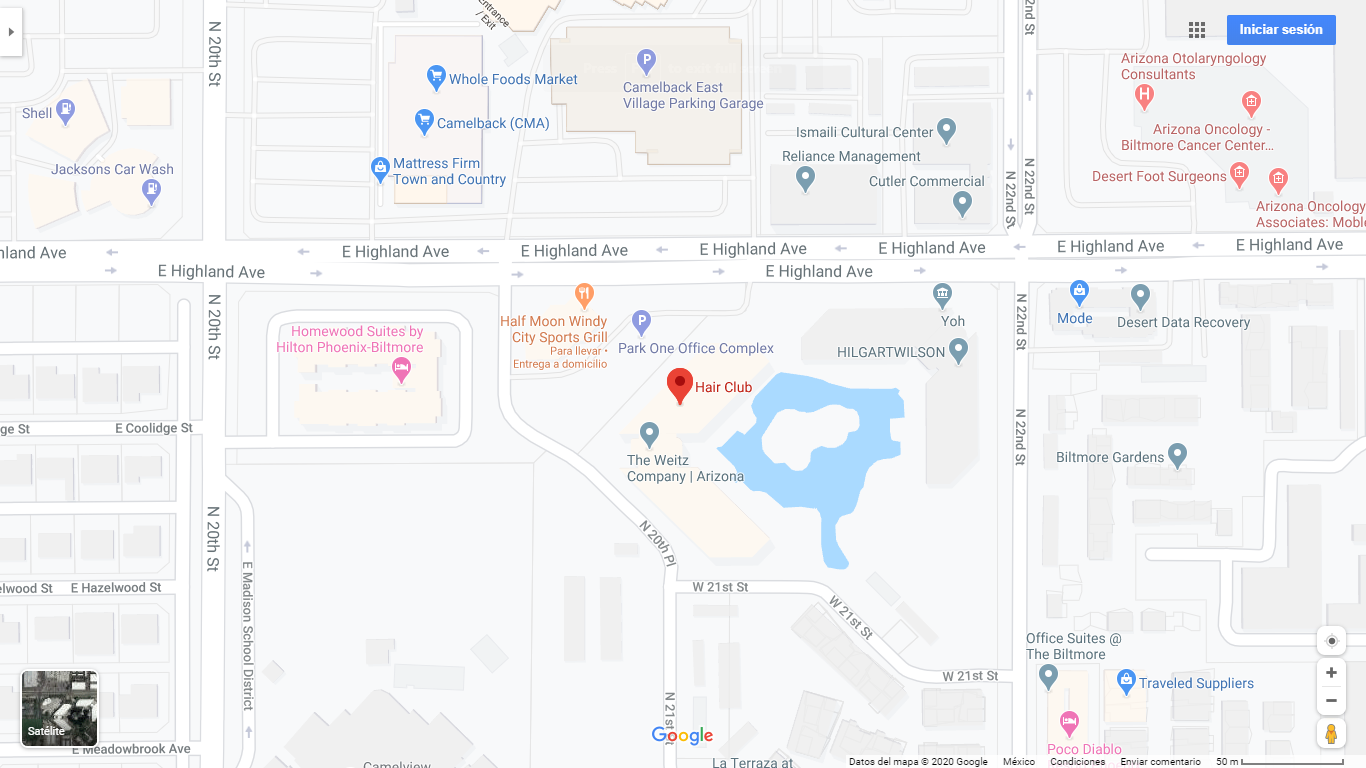 Entrance
/ Exit
N 20th St
22nd St
Iniciar sesión
Whole Foods Market
Camelback (CMA)
Mattress Firm
Town and Country
P
Camelback East
Village Parking Garage
Shell
Jacksons Car Wash
Ismaili Cultural Center
Reliance Management
Cutler Commercial
N 22nd St
N 22nd St
Arizona Otolaryngology
Consultants
H
Arizona Oncology -
Biltmore Cancer Center...
Desert Foot Surgeons
Arizona Oncology
Associates: Moble
hland Ave
E Highland Ave
E Highland Ave
E Highland Ave
E Highland Ave
E Highland Ave
E Highland Ave
E Highland Ave
E Highland Ave
N 20th St
Homewood Suites by
Hilton Phoenix-Biltmore
Half Moon Windy
City Sports Grill
Para llevar •
Entrega a domicilio
P
Park One Office Complex
Hair Club
The Weitz
Company | Arizona
Yoh
HILGARTWILSON
N 22nd St
Mode
Desert Data Recovery
ge St
E Coolidge St
N 22nd St
Biltmore Gardens
N 20th St
N 20th Pl
E Madison School District
elwood St
E Hazelwood St
W 21st St
W 21st St
W 21st St
N 21st St
Office Suites @
The Biltmore
Traveled Suppliers
Poco Diablo
Satélite
E Meadowbrook Ave
Camelview
Google
La Terraza at
Datos del mapa © 2020 Google
México
Condiciones
Enviar comentario
50 m